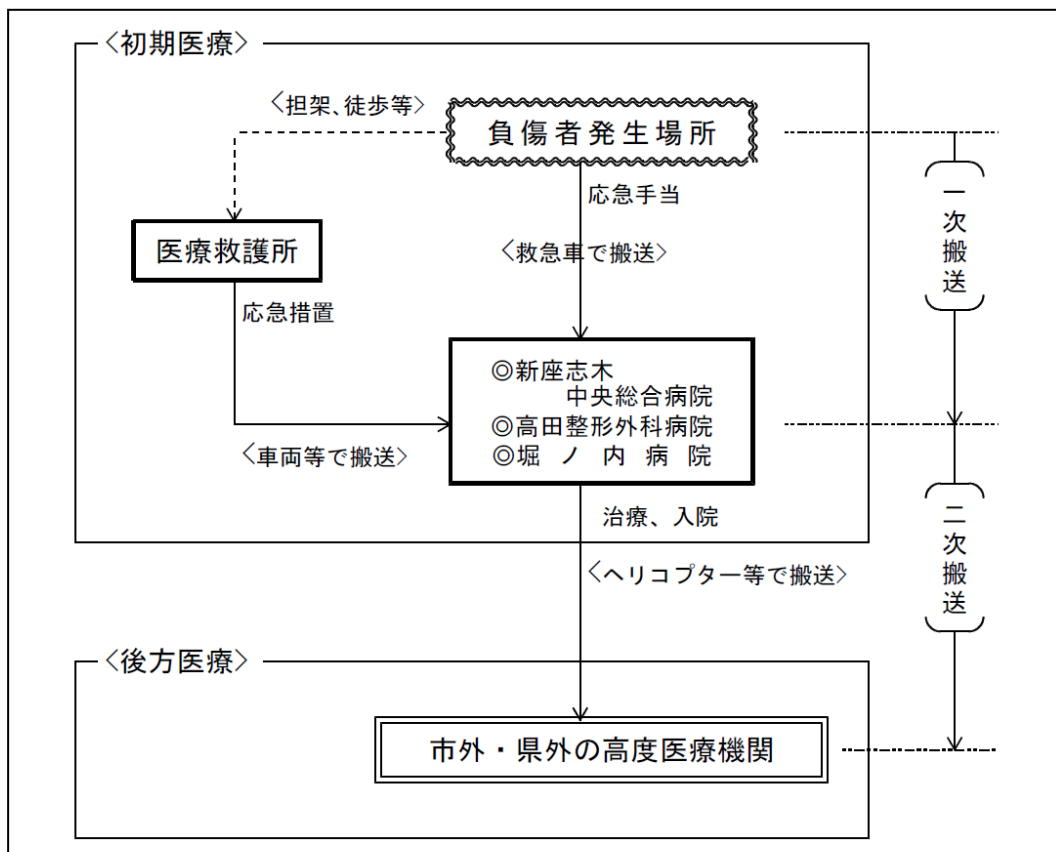 〈初期医療〉
〈担架、徒歩等〉
負傷者発生場所
応急手当
医療救護所
〈救急車で搬送〉
一次搬送
応急措置
◎新座志木
中央総合病院
◎高田整形外科病院
◎堀ノ内病院
〈車両等で搬送〉
治療、入院
〈ヘリコプター等で搬送〉
二次搬送
〈後方医療〉
市外・県外の高度医療機関